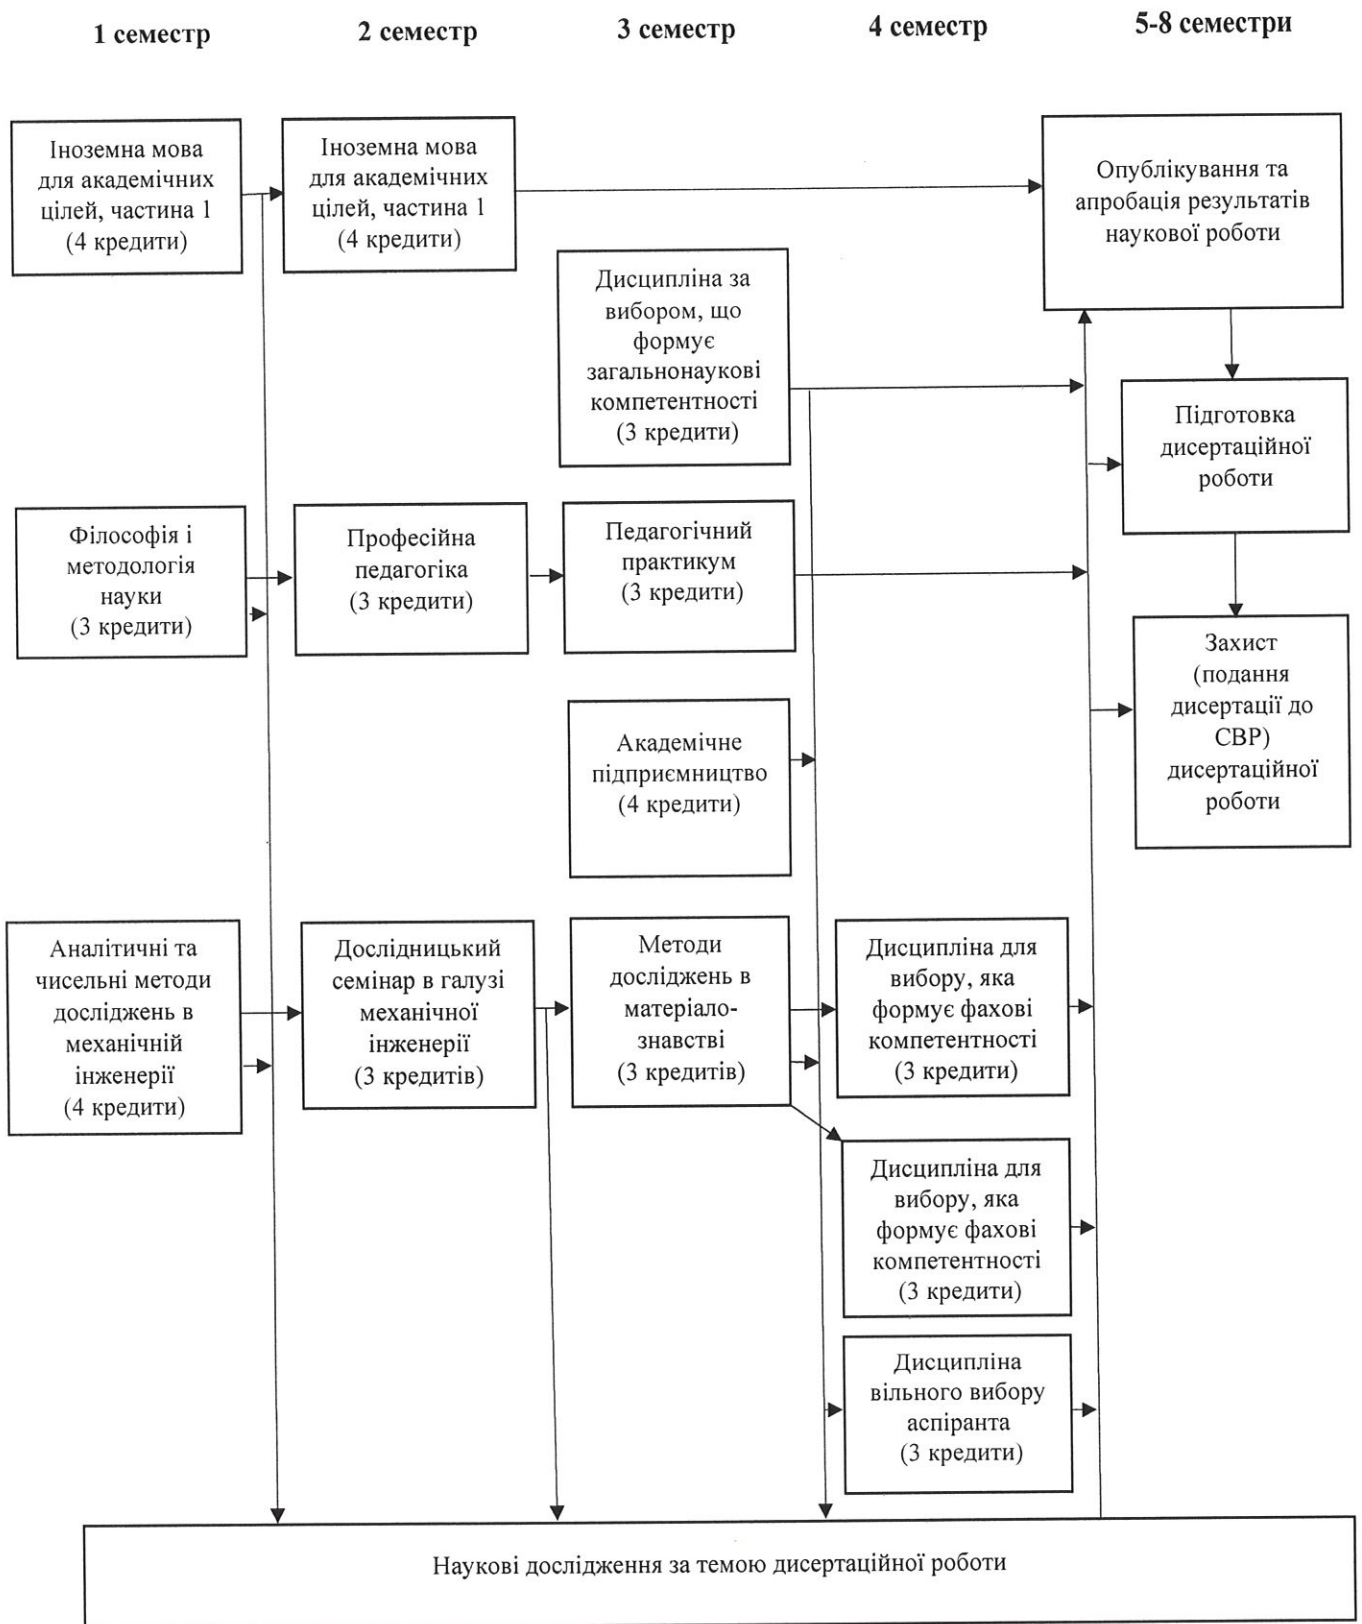 1 семестр
2 семестр
3 семестр
4 семестр
5-8 семестри
Іноземна мова
для академічних
цілей, частина 1
(4 кредити)
Іноземна мова
для академічних
цілей, частина 1
(4 кредити)
Опублікування та
апробація результатів
наукової роботи
Дисципліна за
вибором, що
формує
загальнонаукові
компетентності
(3 кредити)
Підготовка
дисертаційної
роботи
Філософія і
методологія
науки
(3 кредити)
Професійна
педагогіка
(3 кредити)
Педагогічний
практикум
(3 кредити)
Захист
(подання
дисертації до
СВР)
дисертаційної
роботи
Академічне
підприємництво
(4 кредити)
Аналітичні та
чисельні методи
досліджень в
механічній
інженерії
(4 кредити)
Дослідницький
семінар в галузі
механічної
інженерії
(3 кредитів)
Методи
досліджень в
матеріало-
знавстві
(3 кредитів)
Дисципліна для
вибору, яка
формує фахові
компетентності
(3 кредити)
Дисципліна для
вибору, яка
формує фахові
компетентності
(3 кредити)
Дисципліна
вільного вибору
аспіранта
(3 кредити)
Наукові дослідження за темою дисертаційної роботи